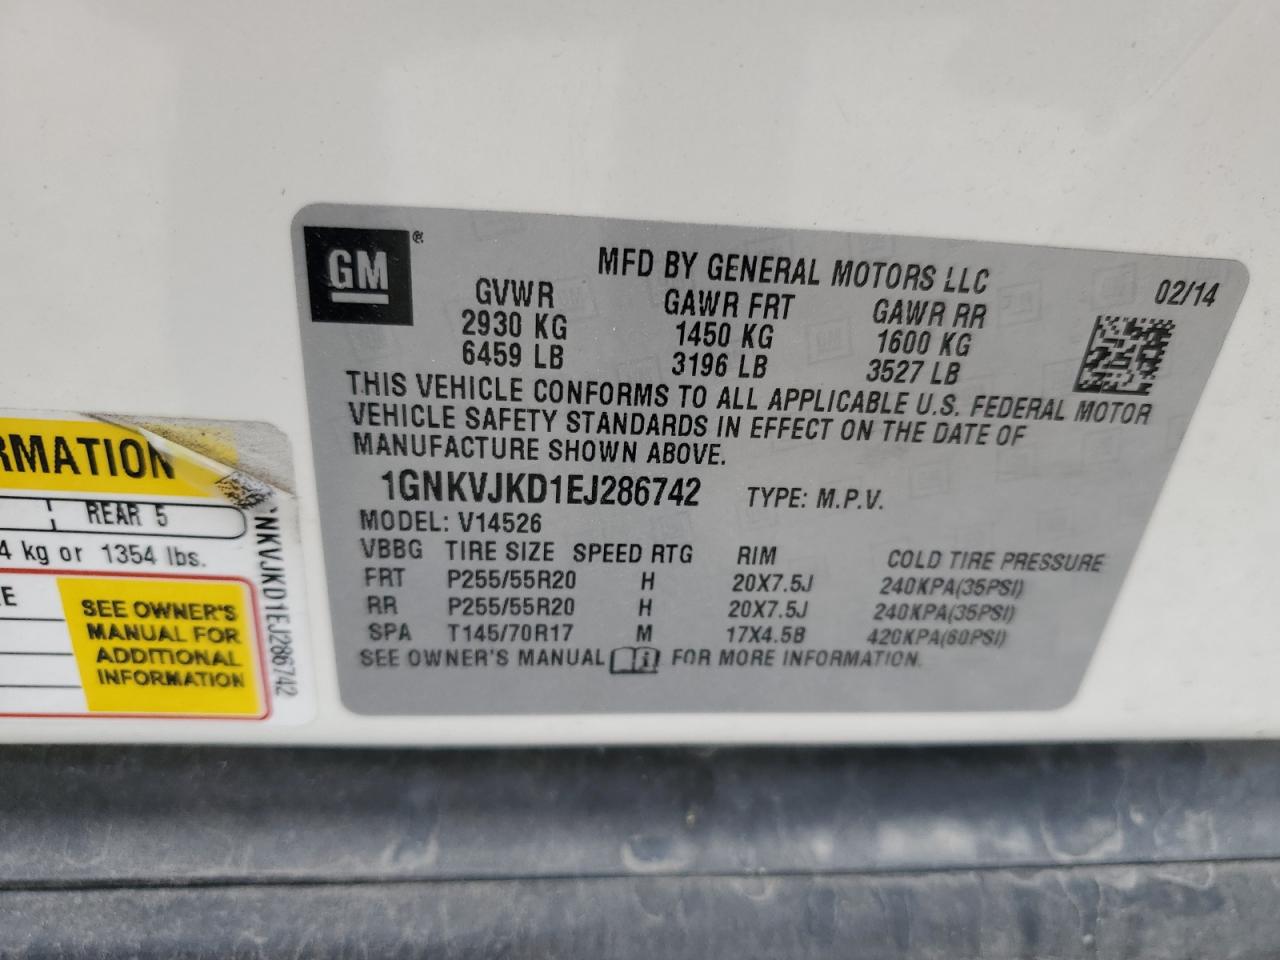 GM®
MFD BY GENERAL MOTORS LLC
02/14
GVWR GAWR FRT GAWR RR
2930 KG 1450 KG 1600 KG
6459 LB 3196 LB 3527 LB
THIS VEHICLE CONFORMS TO ALL APPLICABLE U.S. FEDERAL MOTOR
VEHICLE SAFETY STANDARDS IN EFFECT ON THE DATE OF
MANUFACTURE SHOWN ABOVE.
1GNKVJKD1EJ286742 TYPE: M.P.V.
MODEL: V14526
VBBG TIRE SIZE SPEED RTG RIM COLD TIRE PRESSURE
FRT P255/55R20 H 20X7.5J 240KPA(35PSI)
RR P255/55R20 H 20X7.5J 240KPA(35PSI)
SPA T145/70R17 M 17X4.5B 420KPA(60PSI)
SEE OWNER'S MANUAL i FOR MORE INFORMATION.
RMATION
REAR 5
4 kg or 1354 lbs.
E
SEE OWNER'S
MANUAL FOR
ADDITIONAL
INFORMATION
NKVJKD1EJ286742